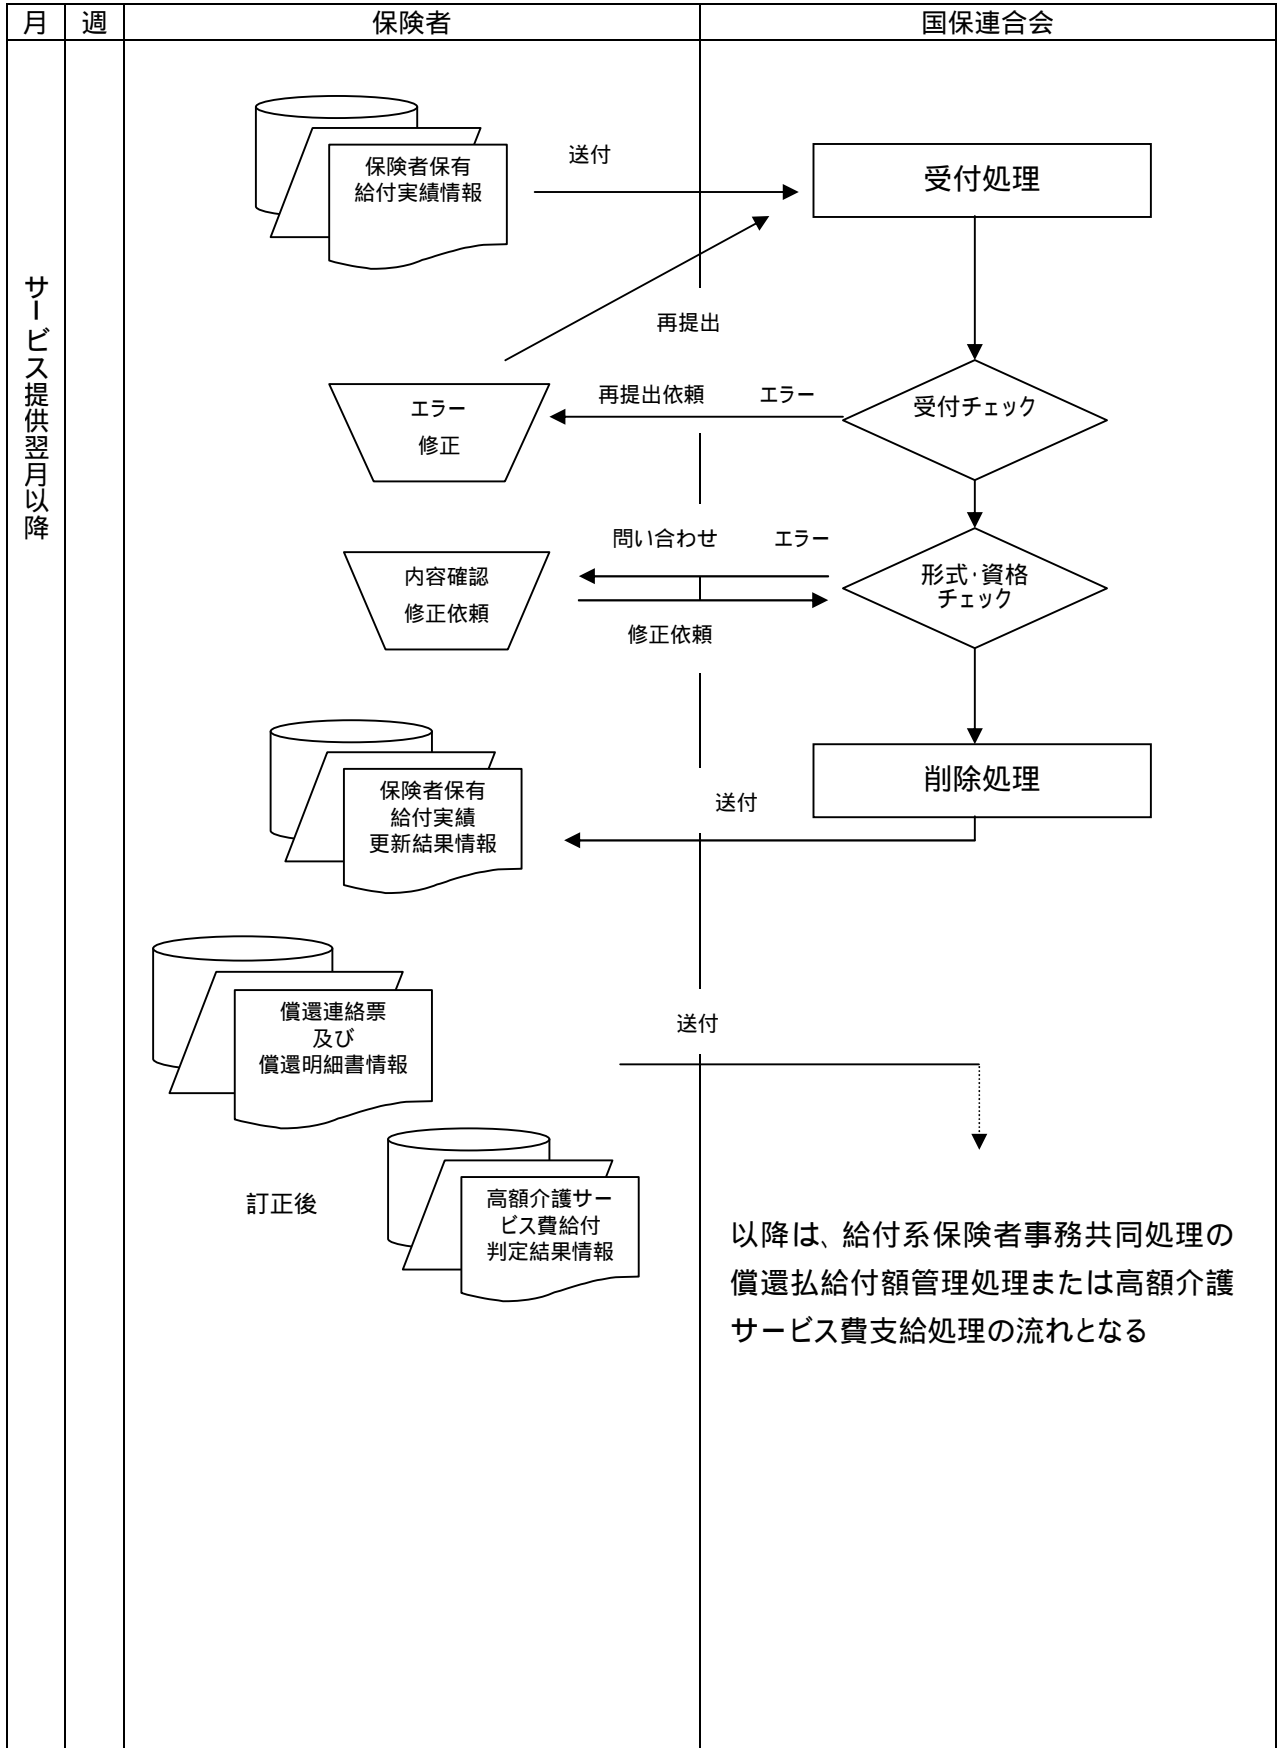 月
週
保険者
国保連合会
サービス提供翌月以降
保険者保有
給付実績情報
送付
受付処理
再提出
エラー
修正
再提出依頼
エラー
受付チェック
問い合わせ
エラー
内容確認
修正依頼
形式・資格
チェック
修正依頼
削除処理
保険者保有
給付実績
更新結果情報
送付
償還連絡票
及び
償還明細書情報
送付
訂正後
高額介護サー
ビス費給付
判定結果情報
以降は、給付系保険者事務共同処理の
償還払給付額管理処理または高額介護
サービス費支給処理の流れとなる